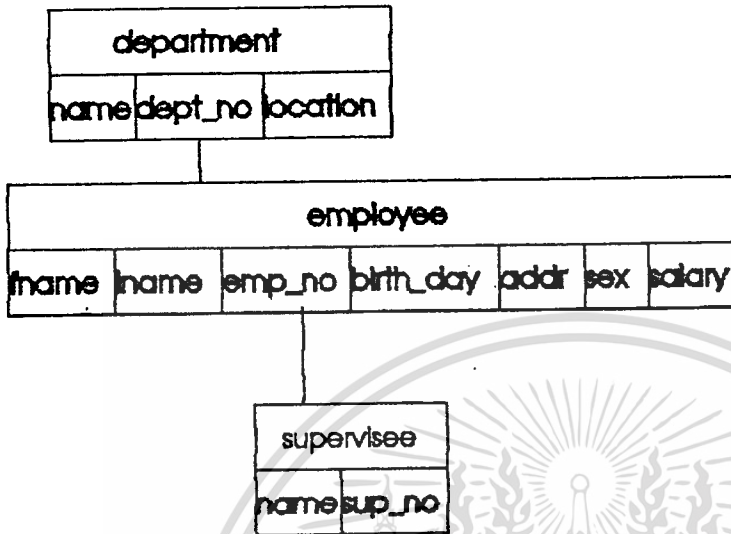 department
name dept_no location
employee
fname lname emp_no birth_day addr sex salary
supervisee
name sup_no